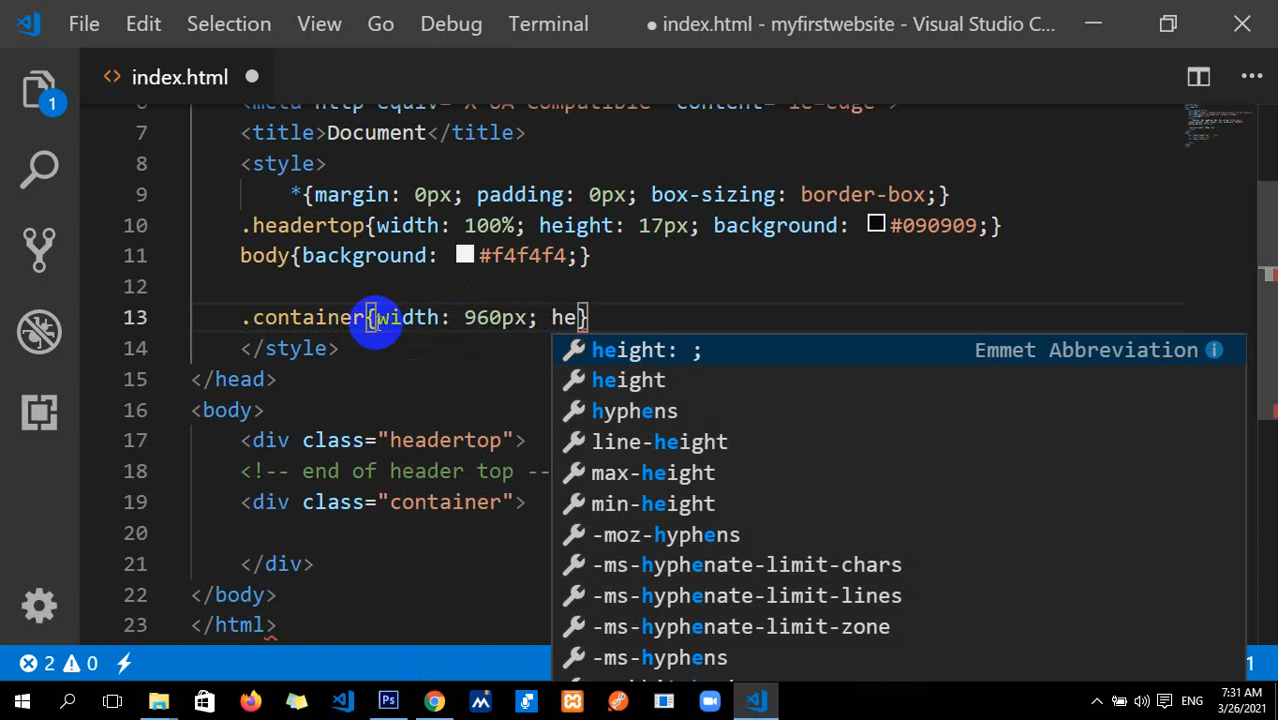 File Edit Selection View Go Debug Terminal ● index.html - myfirstwebsite - Visual Studio C...
<> index.html ●
1
7 <title>Document</title>
8 <style>
9 *{margin: 0px; padding: 0px; box-sizing: border-box;}
10 .headertop{width: 100%; height: 17px; background: #090909;}
11 body{background: #f4f4f4;}
12
13 .container{width: 960px; he}
14 </style>
height: ; Emmet Abbreviation
15 </head>
height
16 <body>
hyphens
17 <div class="headertop">
line-height
18 <!-- end of header top --
max-height
19 <div class="container">
min-height
20
-moz-hyphens
21 </div>
-ms-hyphenate-limit-chars
22 </body>
-ms-hyphenate-limit-lines
23 </html>
-ms-hyphenate-limit-zone
-ms-hyphens
2 0
1
ENG
7:31 AM
3/26/2021